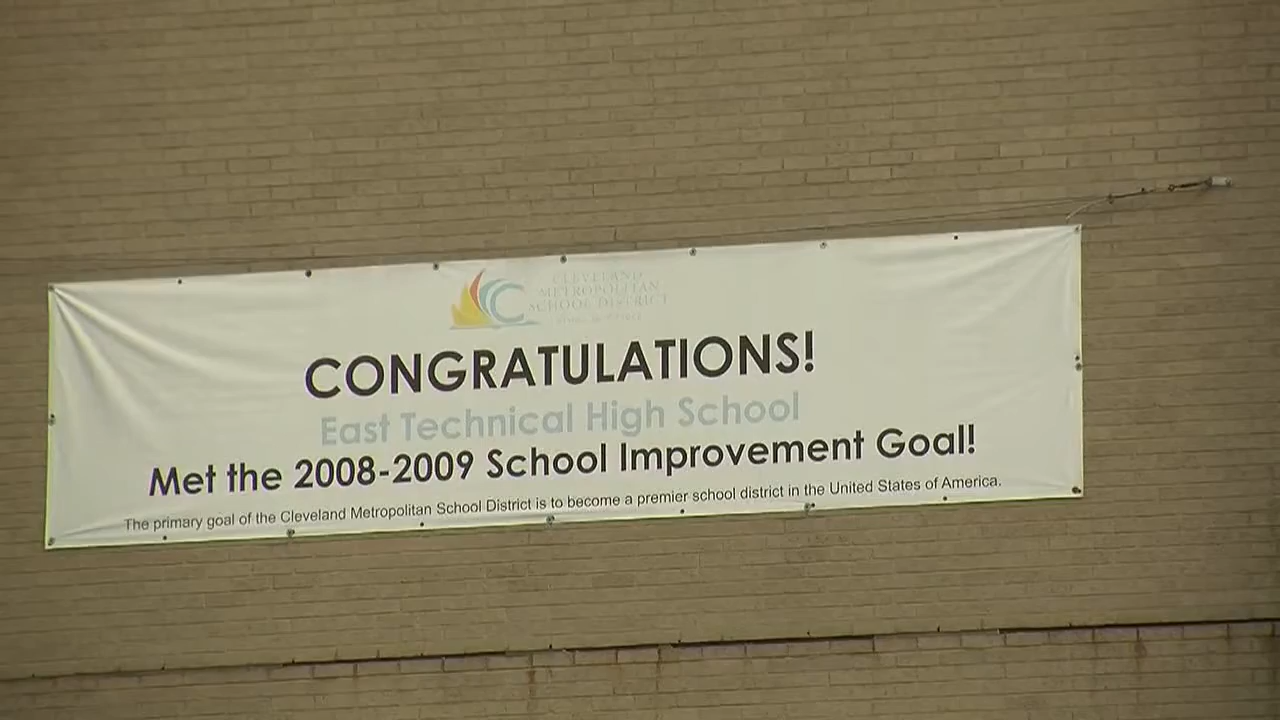 CLEVELAND
METROPOLITAN
SCHOOL DISTRICT
CONGRATULATIONS!
East Technical High School
Met the 2008-2009 School Improvement Goal!
The primary goal of the Cleveland Metropolitan School District is to become a premier school district in the United States of America.